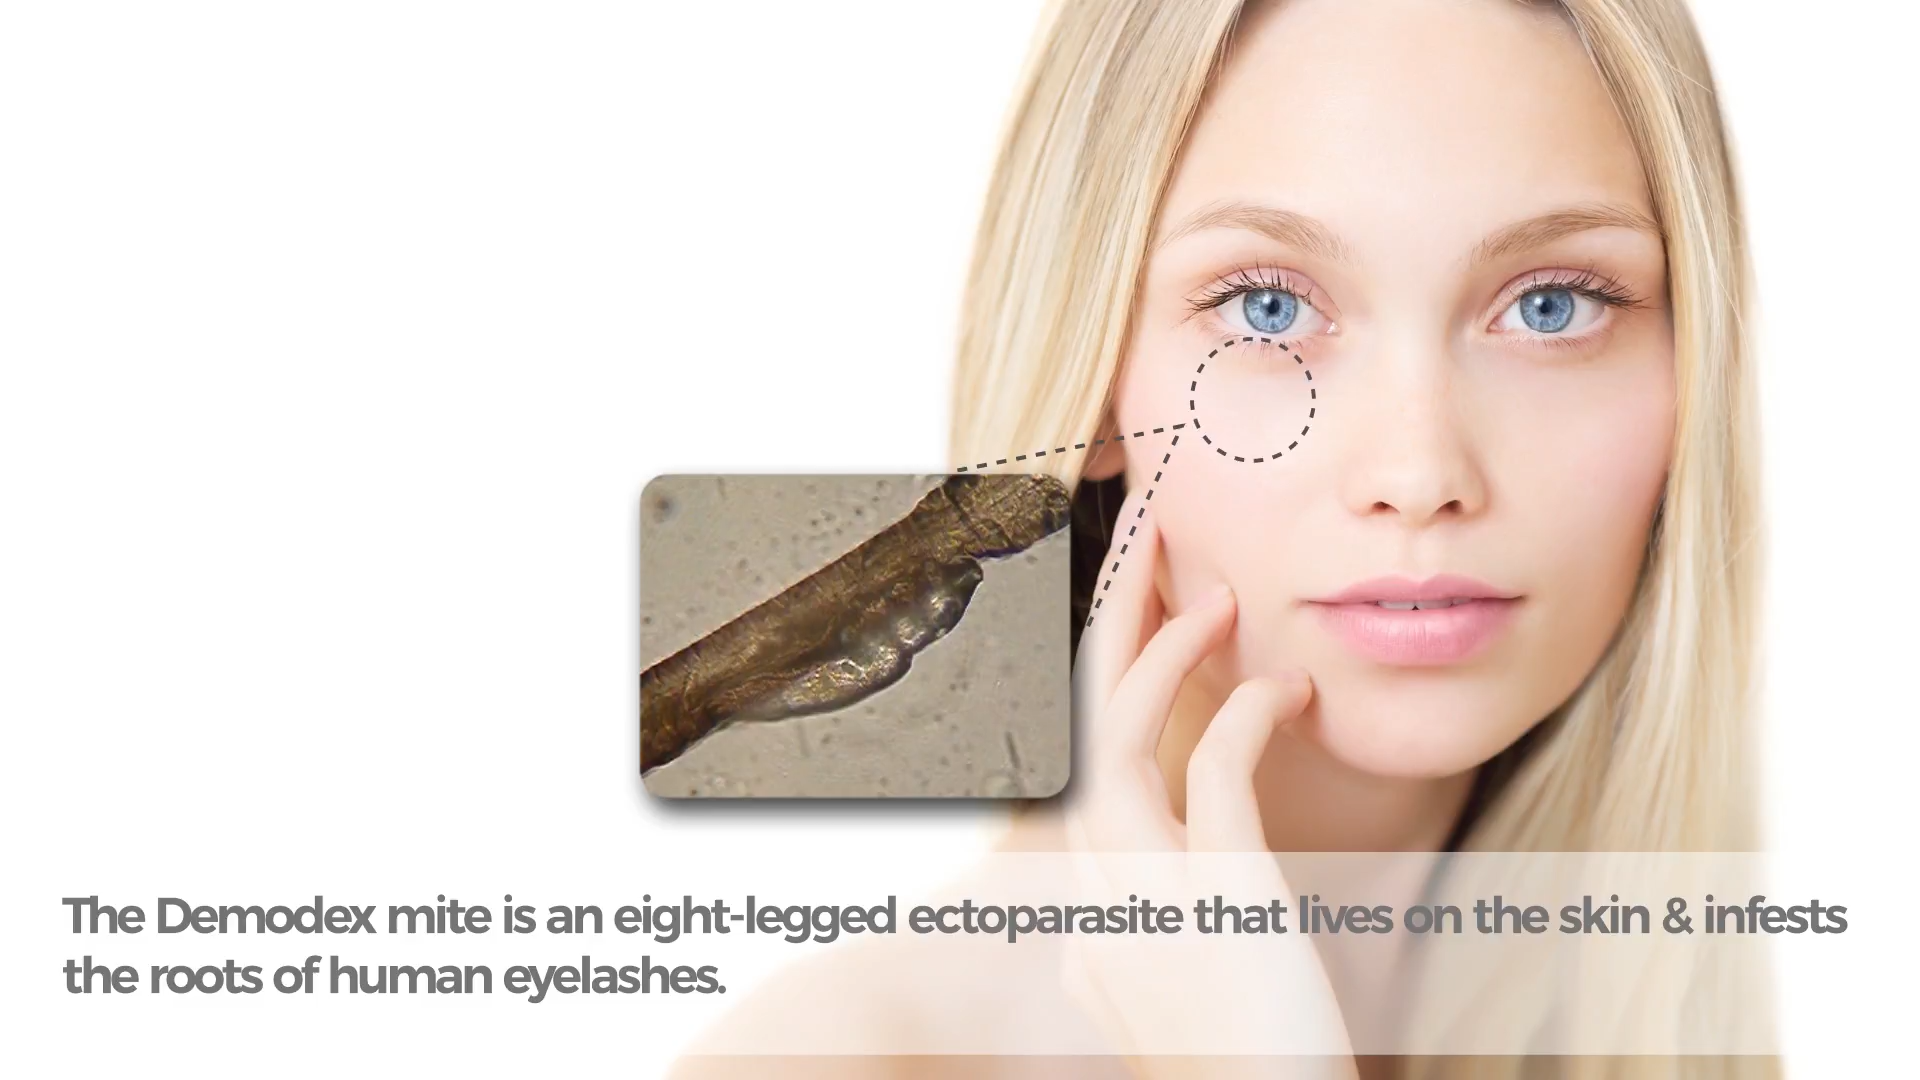 The Demodex mite is an eight-legged ectoparasite that lives on the skin & infests
the roots of human eyelashes.